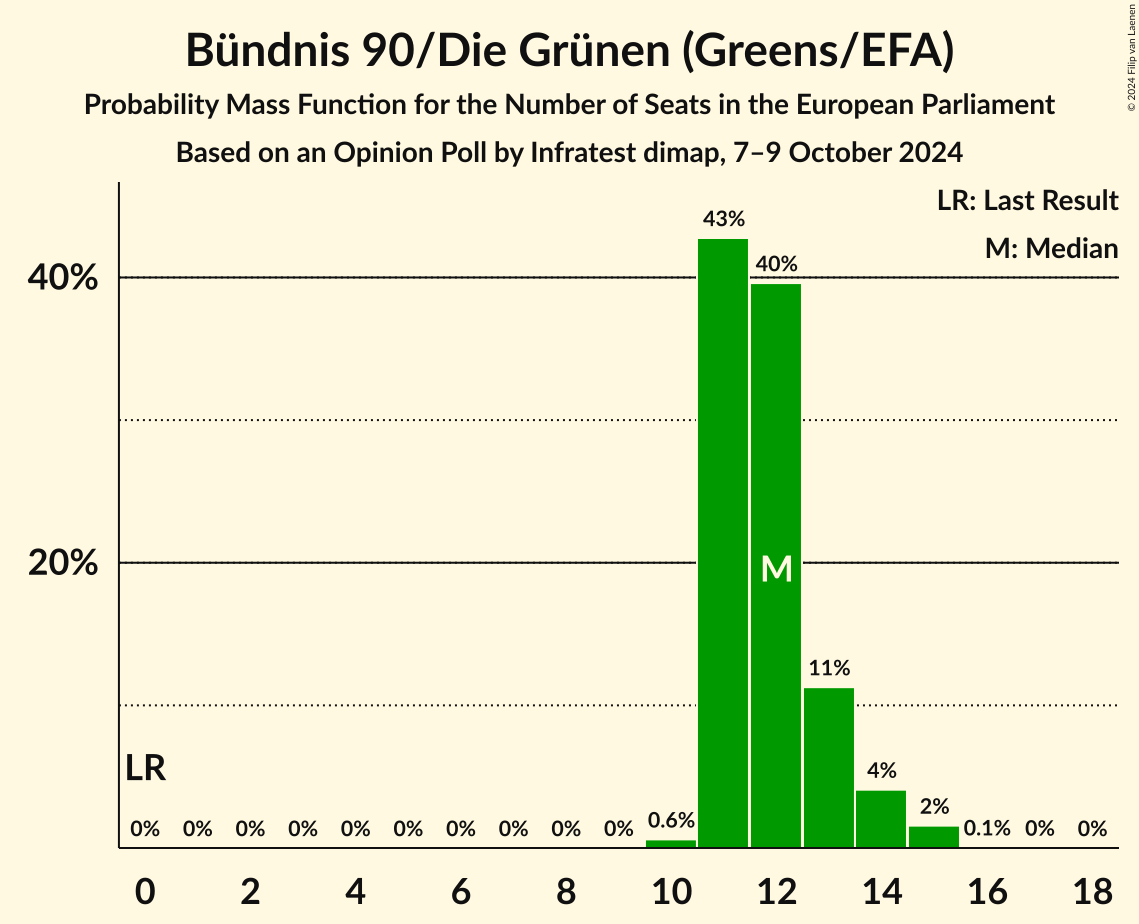 Bündnis 90/Die Grünen (Greens/EFA)
Probability Mass Function for the Number of Seats in the European Parliament
Based on an Opinion Poll by Infratest dimap, 7–9 October 2024
© 2024 Filip van Laenen
LR: Last Result
M: Median
43%
40%
40%
20%
M
11%
LR
4%
2%
0% 0% 0% 0% 0% 0% 0% 0% 0% 0% 0.6% 0.1% 0% 0%
0 2 4 6 8 10 12 14 16 18